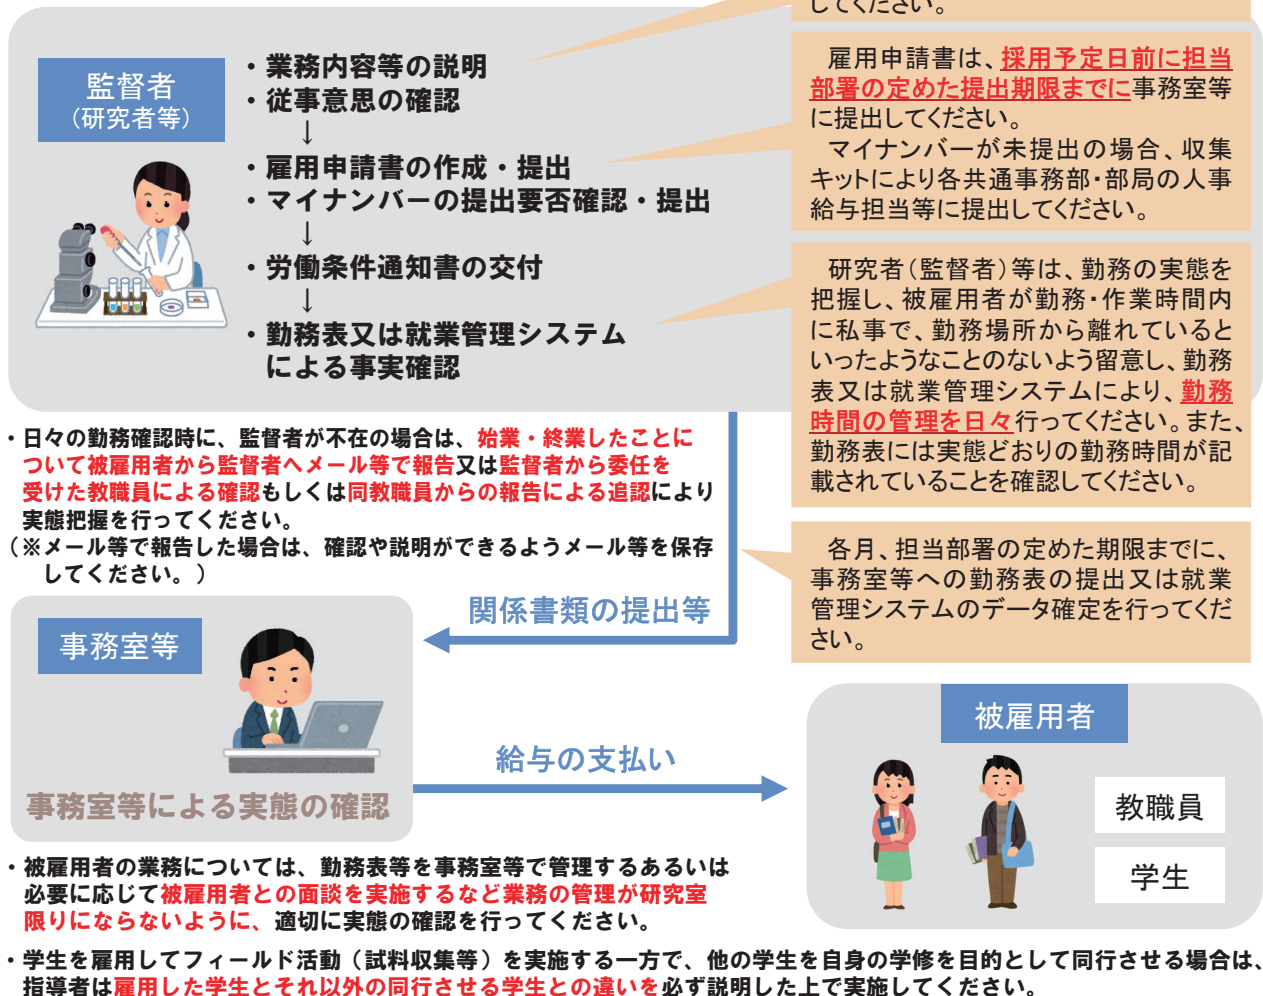 してください。
監督者
（研究者等）
・業務内容等の説明
・従事意思の確認
↓
・雇用申請書の作成・提出
・マイナンバーの提出要否確認・提出
↓
・労働条件通知書の交付
↓
・勤務表又は就業管理システム
による事実確認
雇用申請書は、採用予定日前に担当
部署の定めた提出期限までに事務室等
に提出してください。
マイナンバーが未提出の場合、収集
キットにより各共通事務部・部局の人事
給与担当等に提出してください。
研究者（監督者）等は、勤務の実態を
把握し、被雇用者が勤務・作業時間内
に私事で、勤務場所から離れていると
いったようなことのないよう留意し、勤務
表又は就業管理システムにより、勤務
時間の管理を日々行ってください。また、
勤務表には実態どおりの勤務時間が記
載されていることを確認してください。
・日々の勤務確認時に、監督者が不在の場合は、始業・終業したことに
ついて被雇用者から監督者へメール等で報告又は監督者から委任を
受けた教職員による確認もしくは同教職員からの報告による追認により
実態把握を行ってください。
（※メール等で報告した場合は、確認や説明ができるようメール等を保存
してください。）
各月、担当部署の定めた期限までに、
事務室等への勤務表の提出又は就業
管理システムのデータ確定を行ってくだ
さい。
関係書類の提出等
事務室等
事務室等による実態の確認
給与の支払い
被雇用者
教職員
学生
・被雇用者の業務については、勤務表等を事務室等で管理するあるいは
必要に応じて被雇用者との面談を実施するなど業務の管理が研究室
限りにならないように、適切に実態の確認を行ってください。
・学生を雇用してフィールド活動（試料収集等）を実施する一方で、他の学生を自身の学修を目的として同行させる場合は、
指導者は雇用した学生とそれ以外の同行させる学生との違いを必ず説明した上で実施してください。